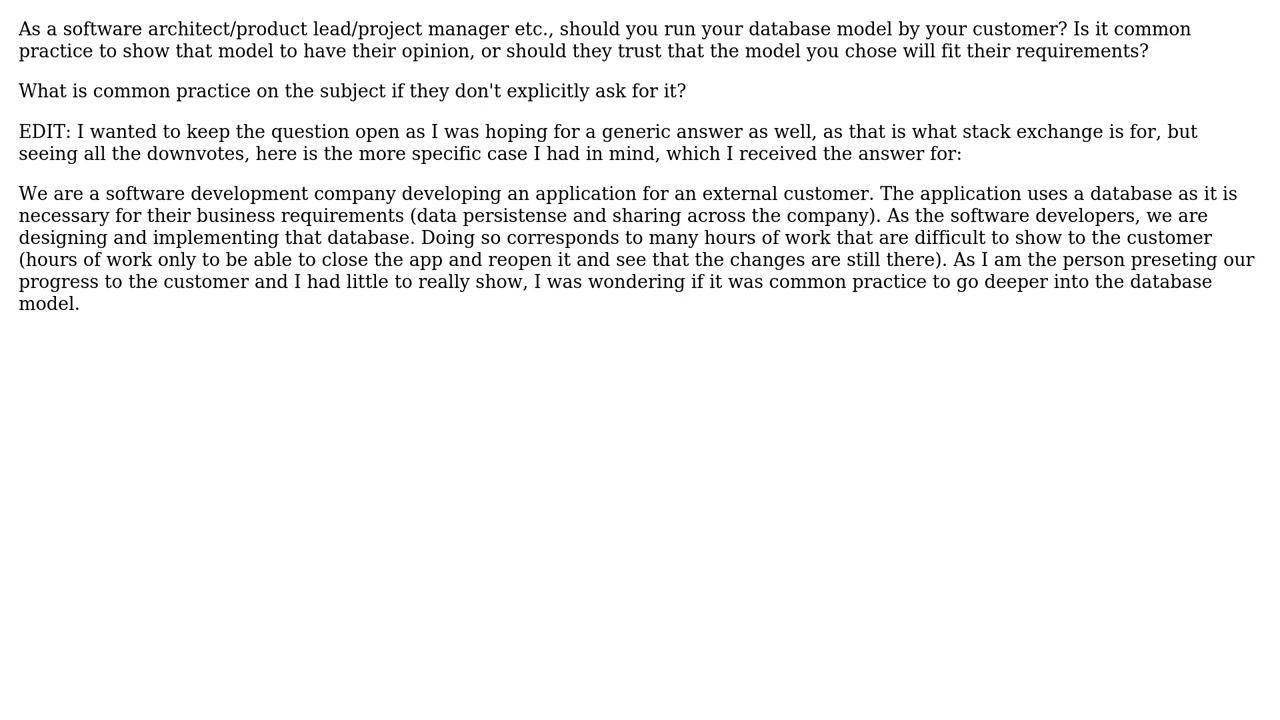 As a software architect/product lead/project manager etc., should you run your database model by your customer? Is it common
practice to show that model to have their opinion, or should they trust that the model you chose will fit their requirements?
What is common practice on the subject if they don't explicitly ask for it?
EDIT: I wanted to keep the question open as I was hoping for a generic answer as well, as that is what stack exchange is for, but
seeing all the downvotes, here is the more specific case I had in mind, which I received the answer for:
We are a software development company developing an application for an external customer. The application uses a database as it is
necessary for their business requirements (data persistense and sharing across the company). As the software developers, we are
designing and implementing that database. Doing so corresponds to many hours of work that are difficult to show to the customer
(hours of work only to be able to close the app and reopen it and see that the changes are still there). As I am the person preseting our
progress to the customer and I had little to really show, I was wondering if it was common practice to go deeper into the database
model.